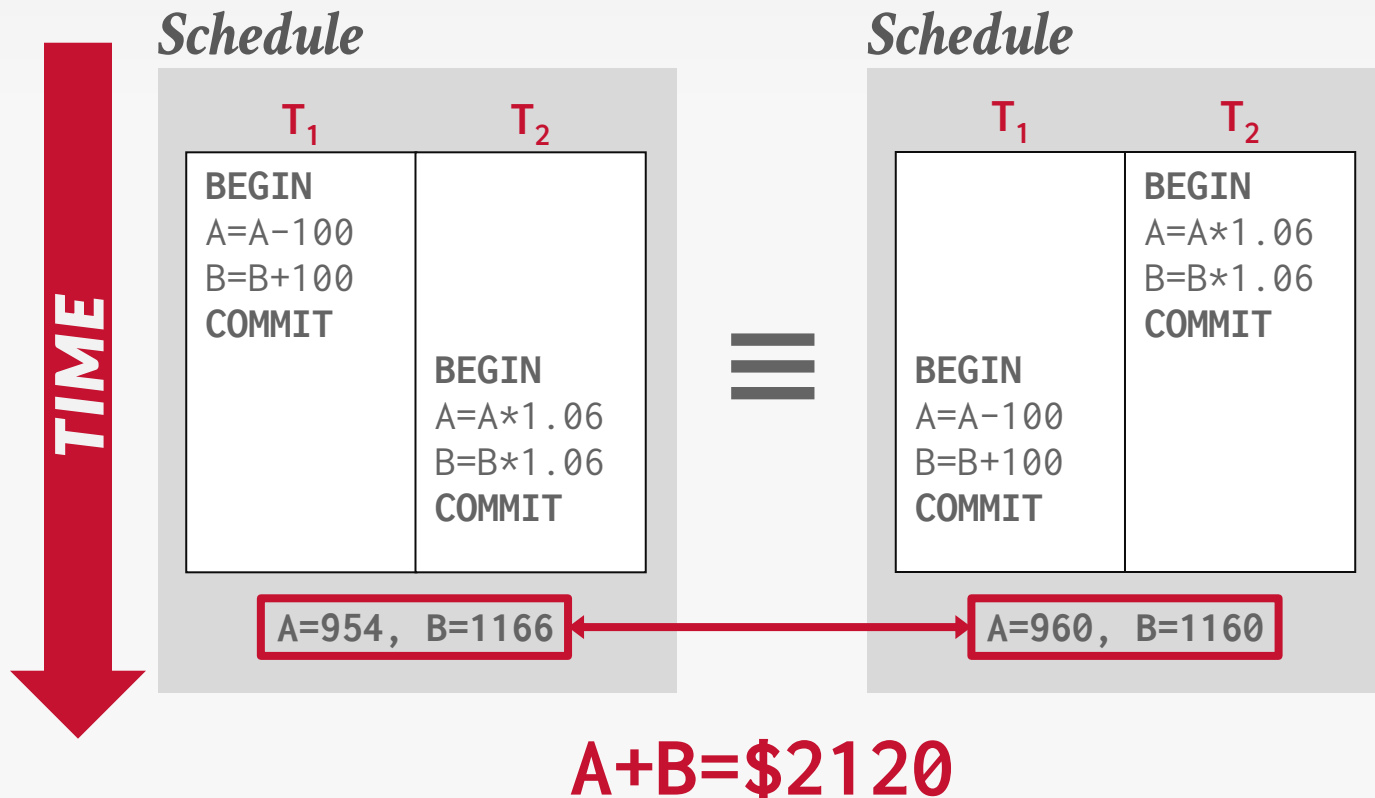 Schedule
T1 T2
BEGIN
A=A-100
B=B+100
COMMIT
BEGIN
A=A*1.06
B=B*1.06
COMMIT
A=954, B=1166
TIME
≡
Schedule
T1 T2
BEGIN
A=A*1.06
B=B*1.06
COMMIT
BEGIN
A=A-100
B=B+100
COMMIT
A=960, B=1160
A+B=$2120